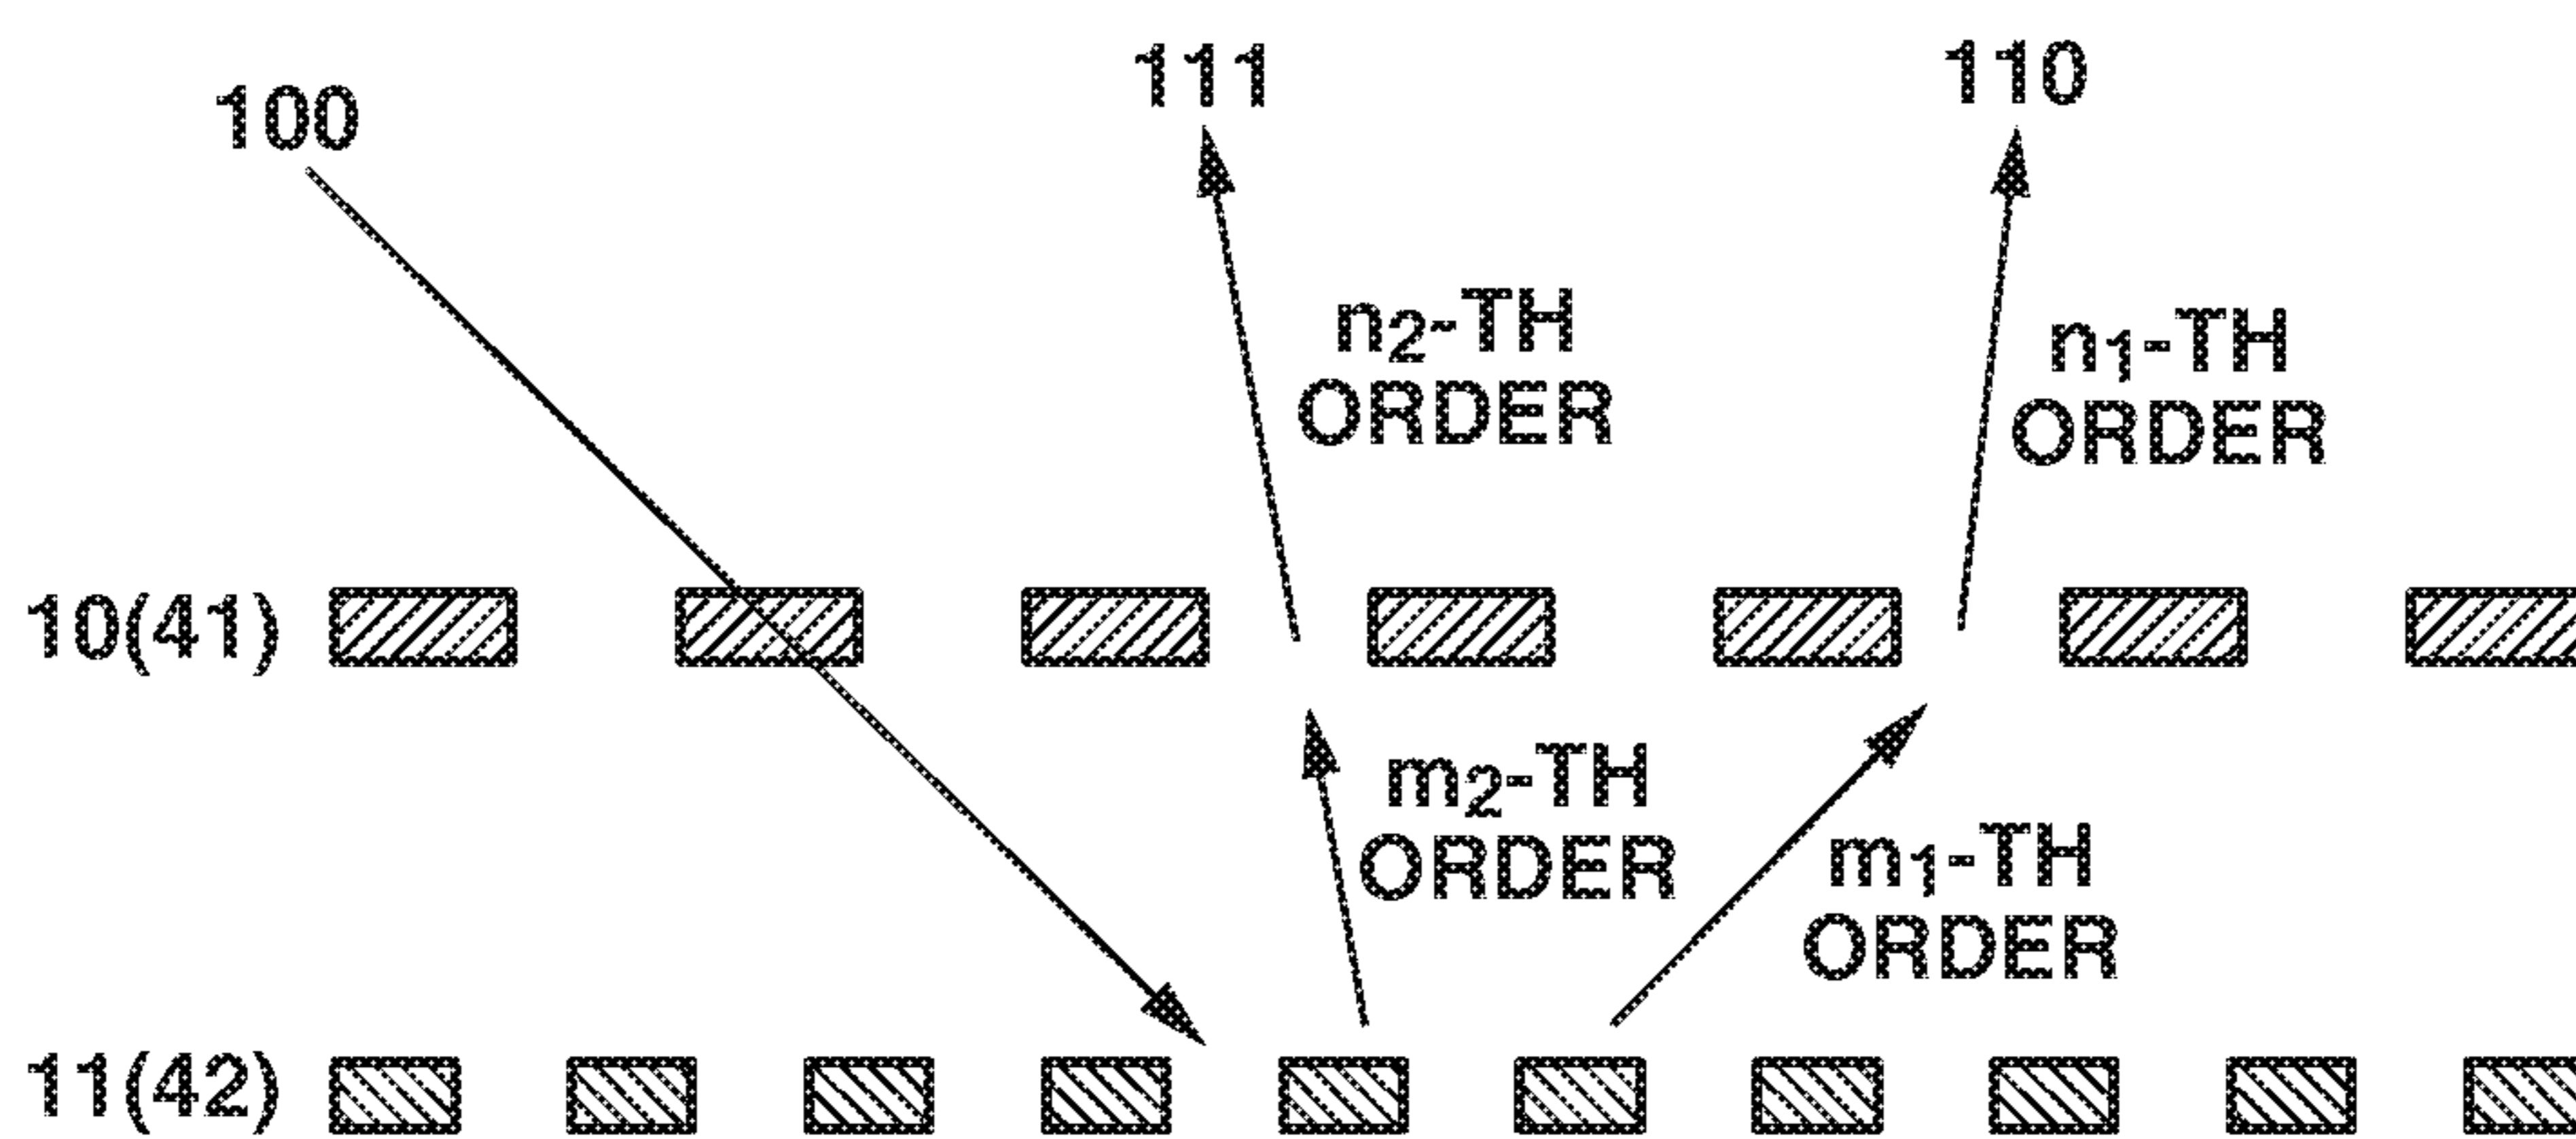 100
111
110
n2-TH
ORDER
n1-TH
ORDER
10(41)
m2-TH
ORDER
m1-TH
ORDER
11(42)